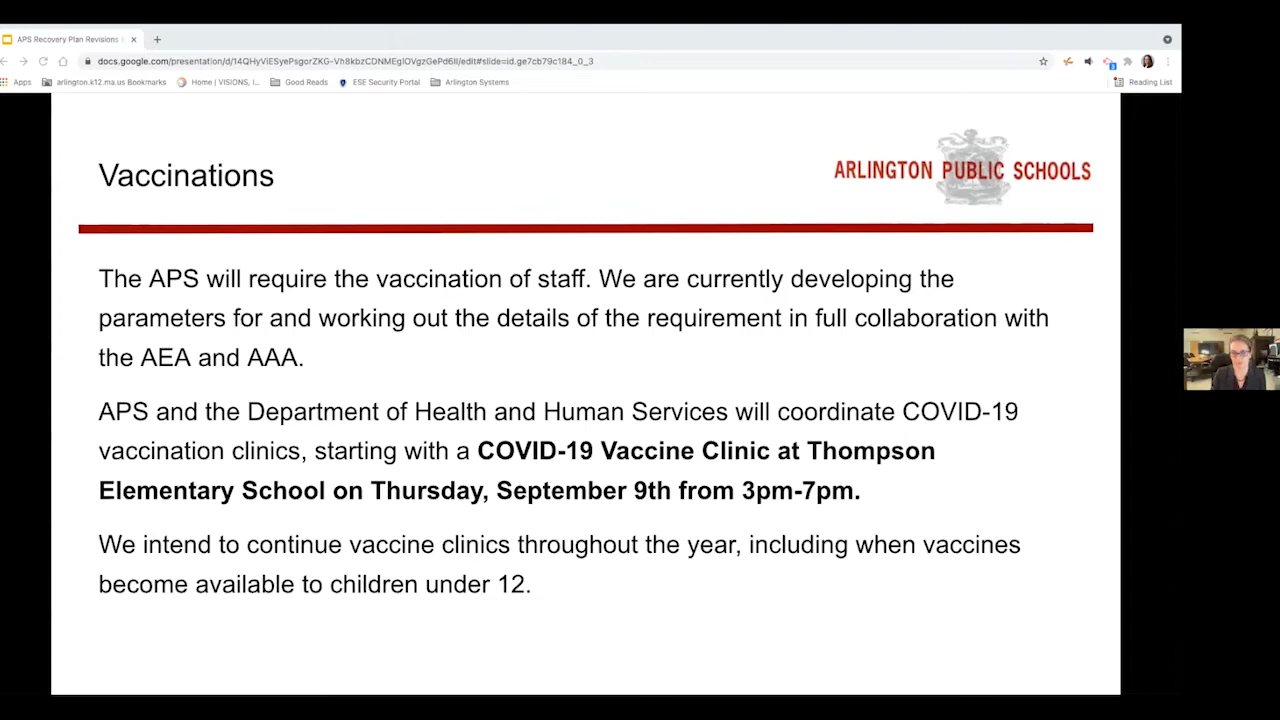 APS Recovery Plan Revisions
docs.google.com/presentation/d/14QHyViESyePsgorZKG-Vh8kbzCDNMEglOVgzGePd6lI/edit#slide=id.ge7cb79c184_0_3
Apps arlington.k12.ma.us Bookmarks Home | VISIONS, I... Good Reads ESE Security Portal Arlington Systems Reading List
Vaccinations
ARLINGTON PUBLIC SCHOOLS
The APS will require the vaccination of staff. We are currently developing the
parameters for and working out the details of the requirement in full collaboration with
the AEA and AAA.
APS and the Department of Health and Human Services will coordinate COVID-19
vaccination clinics, starting with a COVID-19 Vaccine Clinic at Thompson
Elementary School on Thursday, September 9th from 3pm-7pm.
We intend to continue vaccine clinics throughout the year, including when vaccines
become available to children under 12.